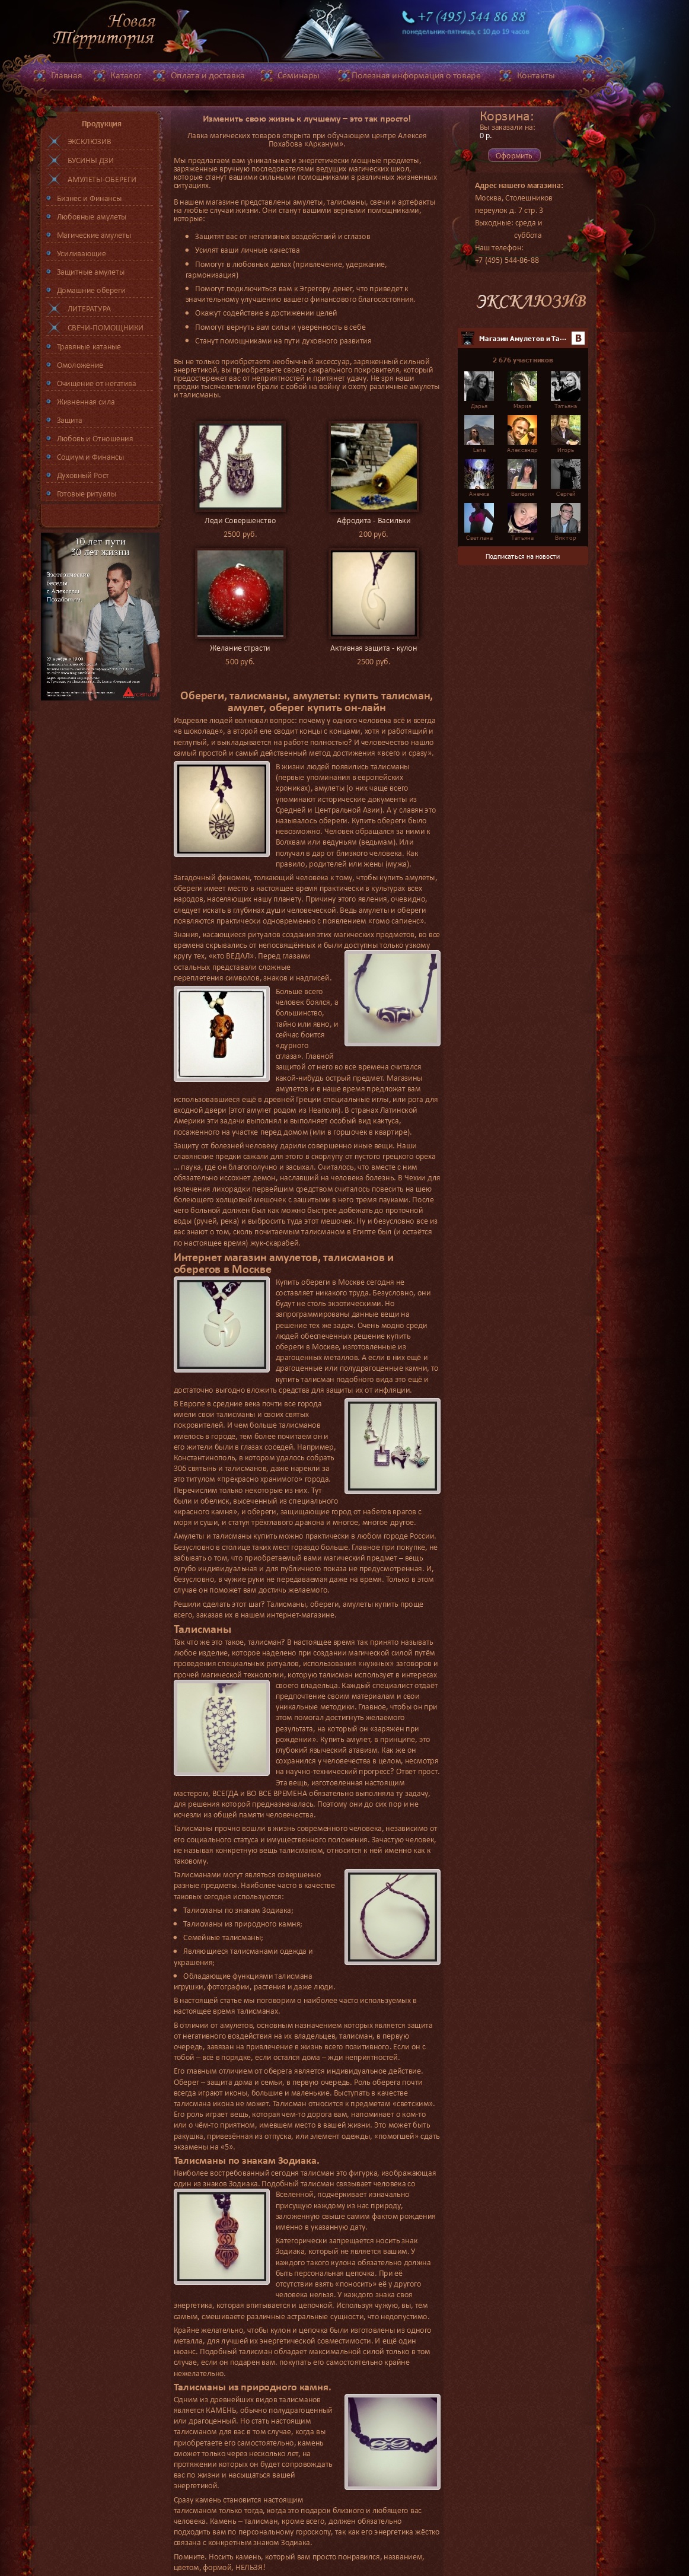 Новая
Территория
+7 (495) 544 86 88
понедельник-пятница, с 10 до 19 часов
Главная
Каталог
Оплата и доставка
Семинары
Полезная информация о товаре
Контакты
Продукция
ЭКСКЛЮЗИВ
БУСИНЫ ДЗИ
АМУЛЕТЫ-ОБЕРЕГИ
Бизнес и Финансы
Любовные амулеты
Магические амулеты
Усиливающие
Защитные амулеты
Домашние обереги
ЛИТЕРАТУРА
СВЕЧИ-ПОМОЩНИКИ
Травяные катаные
Омоложение
Очищение от негатива
Жизненная сила
Защита
Любовь и Отношения
Социум и Финансы
Духовный Рост
Готовые ритуалы
10 лет пути
30 лет жизни
Эзотерические
беседы
с Алексеем
Похабовым
Изменить свою жизнь к лучшему – это так просто!
Лавка магических товаров открыта при обучающем центре Алексея
Похабова «Арканум».
Мы предлагаем вам уникальные и энергетически мощные предметы,
заряженные вручную последователями ведущих магических школ,
которые станут вашими сильными помощниками в различных жизненных
ситуациях.
В нашем магазине представлены амулеты, талисманы, свечи и артефакты
на любые случаи жизни. Они станут вашими верными помощниками,
которые:
Защитят вас от негативных воздействий и сглазов
Усилят ваши личные качества
Помогут в любовных делах (привлечение, удержание,
гармонизация)
Помогут подключиться вам к Эгрегору денег, что приведет к
значительному улучшению вашего финансового благосостояния.
Окажут содействие в достижении целей
Помогут вернуть вам силы и уверенность в себе
Станут помощниками на пути духовного развития
Вы не только приобретаете необычный аксессуар, заряженный сильной
энергетикой, вы приобретаете своего сакрального покровителя, который
предостережет вас от неприятностей и притянет удачу. Не зря наши
предки тысячелетиями брали с собой на войну и охоту различные амулеты
и талисманы.
Леди Совершенство
2500 руб.
Афродита - Васильки
200 руб.
Желание страсти
500 руб.
Активная защита - кулон
2500 руб.
Обереги, талисманы, амулеты: купить талисман,
амулет, оберег купить он-лайн
Издревле людей волновал вопрос: почему у одного человека всё и всегда
«в шоколаде», а второй еле сводит концы с концами, хотя и работящий и
неглупый, и выкладывается на работе полностью? И человечество нашло
самый простой и самый действенный метод достижения «всего и сразу».
В жизни людей появились талисманы
(первые упоминания в европейских
хрониках), амулеты (о них чаще всего
упоминают исторические документы из
Средней и Центральной Азии). А у славян это
называлось обереги. Купить обереги было
невозможно. Человек обращался за ними к
Волхвам или ведуньям (ведьмам). Или
получал в дар от близкого человека. Как
правило, родителей или жены (мужа).
Загадочный феномен, толкающий человека к тому, чтобы купить амулеты,
обереги имеет место в настоящее время практически в культурах всех
народов, населяющих нашу планету. Причину этого явления, очевидно,
следует искать в глубинах души человеческой. Ведь амулеты и обереги
появляются практически одновременно с появлением «гомо сапиенс».
Знания, касающиеся ритуалов создания этих магических предметов, во все
времена скрывались от непосвящённых и были доступны только узкому
кругу тех, «кто ВЕДАЛ». Перед глазами
остальных представали сложные
переплетения символов, знаков и надписей.
Больше всего
человек боялся, а
большинство,
тайно или явно, и
сейчас боится
«дурного
сглаза». Главной
защитой от него во все времена считался
какой-нибудь острый предмет. Магазины
амулетов и в наше время предложат вам
использовавшиеся ещё в древней Греции специальные иглы, или рога для
входной двери (этот амулет родом из Неаполя). В странах Латинской
Америки эти задачи выполнял и выполняет особый вид кактуса,
посаженного на участке перед домом (или в горшочек в квартире).
Защиту от болезней человеку дарили совершенно иные вещи. Наши
славянские предки сажали для этого в скорлупу от пустого грецкого ореха
... паука, где он благополучно и засыхал. Считалось, что вместе с ним
обязательно иссохнет демон, наславший на человека болезнь. В Чехии для
излечения лихорадки первейшим средством считалось повесить на шею
болеющего холщовый мешочек с зашитыми в него тремя пауками. После
чего больной должен был как можно быстрее добежать до проточной
воды (ручей, река) и выбросить туда этот мешочек. Ну и безусловно все из
вас знают о том, сколь почитаемым талисманом в Египте был (и остаётся
по настоящее время) жук-скарабей.
Интернет магазин амулетов, талисманов и
оберегов в Москве
Купить обереги в Москве сегодня не
составляет никакого труда. Безусловно, они
будут не столь экзотическими. Но
запрограммированы данные вещи на
решение тех же задач. Очень модно среди
людей обеспеченных решение купить
обереги в Москве, изготовленные из
драгоценных металлов. А если в них ещё и
драгоценные или полудрагоценные камни, то
купить талисман подобного вида это ещё и
достаточно выгодно вложить средства для защиты их от инфляции.
В Европе в средние века почти все города
имели свои талисманы и своих святых
покровителей. И чем больше талисманов
имелось в городе, тем более почитаем он и
его жители были в глазах соседей. Например,
Константинополь, в котором удалось собрать
306 святынь и талисманов, даже нарекли за
это титулом «прекрасно хранимого» города.
Перечислим только некоторые из них. Тут
были и обелиск, высеченный из специального
«красного камня», и обереги, защищающие город от набегов врагов с
моря и суши, и статуя трёхглавого дракона и многое, многое другое.
Амулеты и талисманы купить можно практически в любом городе России.
Безусловно в столице таких мест гораздо больше. Главное при покупке, не
забывать о том, что приобретаемый вами магический предмет – вещь
сугубо индивидуальная и для публичного показа не предусмотренная. И,
безусловно, в чужие руки не передаваемая даже на время. Только в этом
случае он поможет вам достичь желаемого.
Решили сделать этот шаг? Талисманы, обереги, амулеты купить проще
всего, заказав их в нашем интернет-магазине.
Талисманы
Так что же это такое, талисман? В настоящее время так принято называть
любое изделие, которое наделено при создании магической силой путём
проведения специальных ритуалов, использования «нужных» заговоров и
прочей магической технологии, которую талисман использует в интересах
своего владельца. Каждый специалист отдаёт
предпочтение своим материалам и свои
уникальные методики. Главное, чтобы он при
этом помогал достигнуть желаемого
результата, на который он «заряжен при
рождении». Купить амулет, в принципе, это
глубокий языческий атавизм. Как же он
сохранился у человечества в целом, несмотря
на научно-технический прогресс? Ответ прост.
Эта вещь, изготовленная настоящим
мастером, ВСЕГДА и ВО ВСЕ ВРЕМЕНА обязательно выполняла ту задачу,
для решения которой предназначалась. Поэтому они до сих пор и не
исчезли из общей памяти человечества.
Талисманы прочно вошли в жизнь современного человека, независимо от
его социального статуса и имущественного положения. Зачастую человек,
не называя конкретную вещь талисманом, относится к ней именно как к
таковому.
Талисманами могут являться совершенно
разные предметы. Наиболее часто в качестве
таковых сегодня используются:
Талисманы по знакам Зодиака;
Талисманы из природного камня;
Семейные талисманы;
Являющиеся талисманами одежда и
украшения;
Обладающие функциями талисмана
игрушки, фотографии, растения и даже люди.
В настоящей статье мы поговорим о наиболее часто используемых в
настоящее время талисманах.
В отличии от амулетов, основным назначением которых является защита
от негативного воздействия на их владельцев, талисман, в первую
очередь, завязан на привлечение в жизнь всего позитивного. Если он с
тобой – всё в порядке, если остался дома – жди неприятностей.
Его главным отличием от оберега является индивидуальное действие.
Оберег – защита дома и семьи, в первую очередь. Роль оберега почти
всегда играют иконы, большие и маленькие. Выступать в качестве
талисмана икона не может. Талисман относится к предметам «светским».
Его роль играет вещь, которая чем-то дорога вам, напоминает о ком-то
или о чём-то приятном, имевшем место в вашей жизни. Это может быть
ракушка, привезённая из отпуска, или элемент одежды, «помогшей» сдать
экзамены на «5».
Талисманы по знакам Зодиака.
Наиболее востребованный сегодня талисман это фигурка, изображающая
один из знаков Зодиака. Подобный талисман связывает человека со
Вселенной, подчёркивает изначально
присущую каждому из нас природу,
заложенную свыше самим фактом рождения
именно в указанную дату.
Категорически запрещается носить знак
Зодиака, который не является вашим. У
каждого такого кулона обязательно должна
быть персональная цепочка. При её
отсутствии взять «поносить» её у другого
человека нельзя. У каждого знака своя
энергетика, которая впитывается и цепочкой. Используя чужую, вы, тем
самым, смешиваете различные астральные сущности, что недопустимо.
Крайне желательно, чтобы кулон и цепочка были изготовлены из одного
металла, для лучшей их энергетической совместимости. И ещё один
нюанс. Подобный талисман обладает максимальной силой только в том
случае, если он подарен вам. покупать его самостоятельно крайне
нежелательно.
Талисманы из природного камня.
Одним из древнейших видов талисманов
является КАМЕНЬ, обычно полудрагоценный
или драгоценный. Но стать настоящим
талисманом для вас в том случае, когда вы
приобретаете его самостоятельно, камень
сможет только через несколько лет, на
протяжении которых он будет сопровождать
вас по жизни и насыщаться вашей
энергетикой.
Сразу камень становится настоящим
талисманом только тогда, когда это подарок близкого и любящего вас
человека. Камень – талисман, кроме всего, должен обязательно
подходить вам по персональному гороскопу, так как его энергетика жёстко
связана с конкретным знаком Зодиака.
Помните. Носить камень, который вам просто понравился, названием,
цветом, формой, НЕЛЬЗЯ!
Корзина:
Вы заказали на:
0 р.
Оформить
Адрес нашего магазина:
Москва, Столешников
переулок д. 7 стр. 3
Выходные: среда и
суббота
Наш телефон:
+7 (495) 544-86-88
ЭКСКЛЮЗИВ
Магазин Амулетов и Та...
В
2 676 участников
Дарья
Мария
Татьяна
Lana
Александр
Игорь
Анечка
Валерия
Сергей
Светлана
Татьяна
Виктор
Подписаться на новости